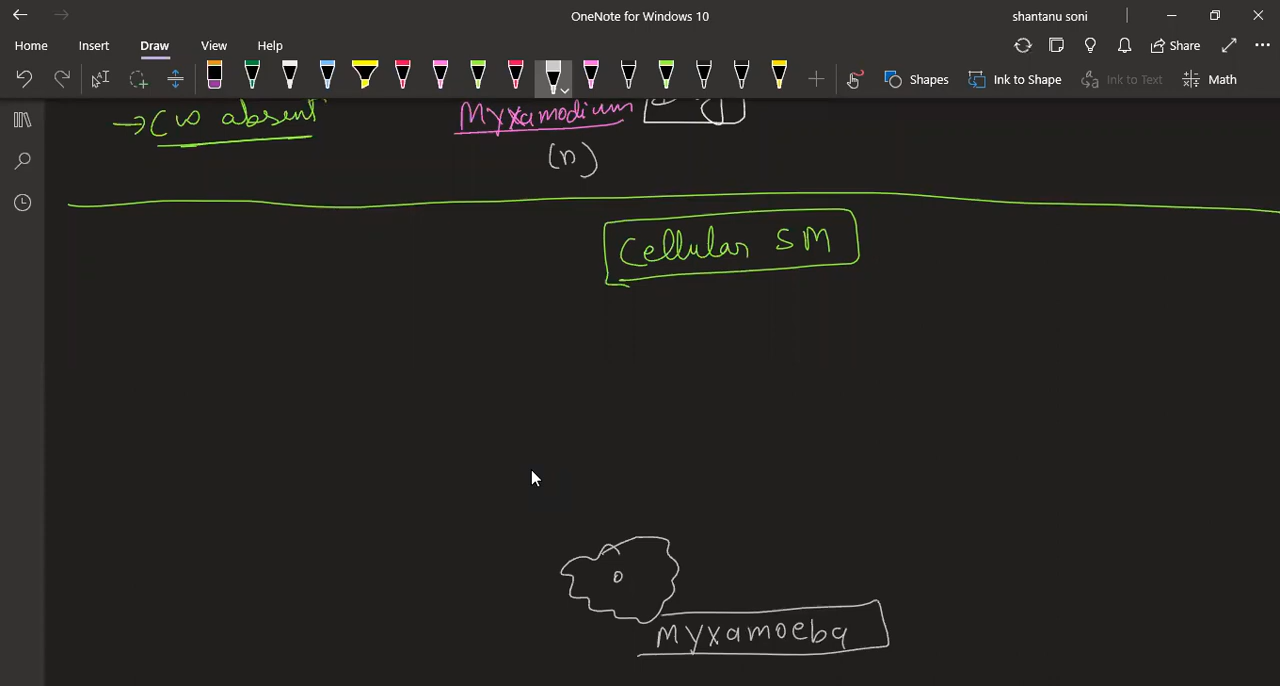 OneNote for Windows 10
shantanu soni
Home Insert Draw View Help
Share
Shapes Ink to Shape Ink to Text Math
→ CW absent
Myxamodium
(n)
Cellular SM
Myxamoeba